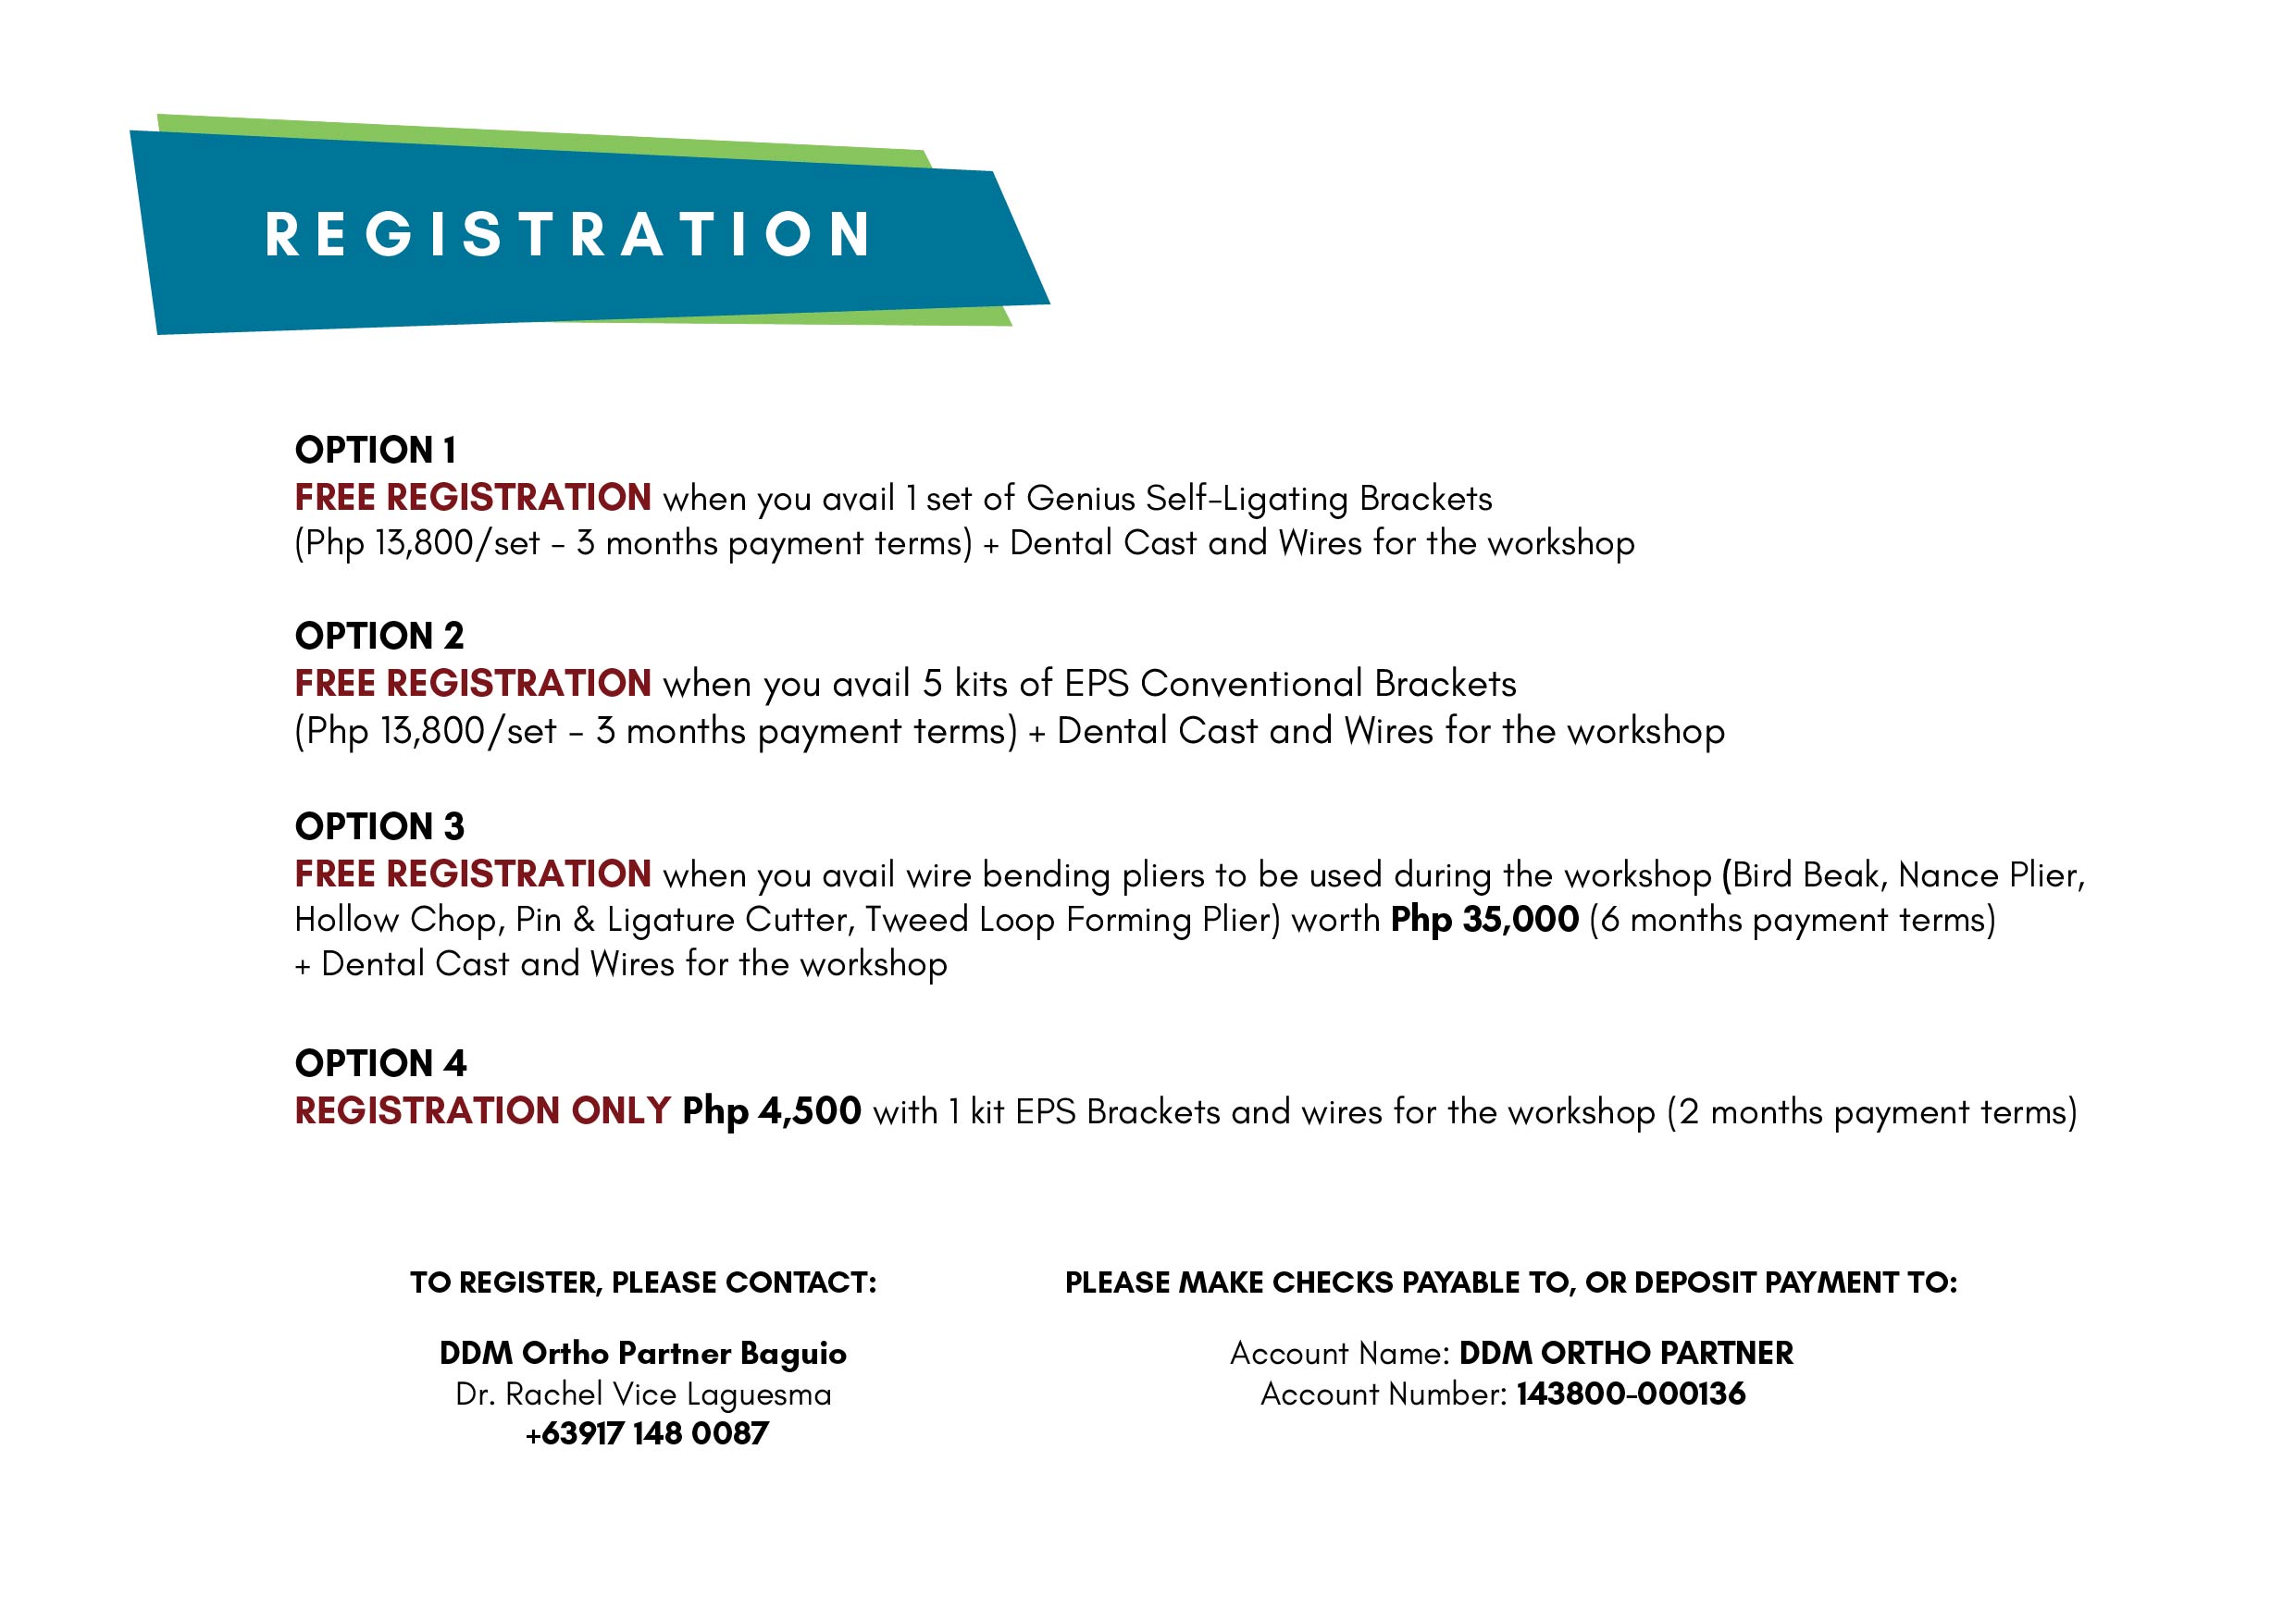 REGISTRATION
OPTION 1
FREE REGISTRATION when you avail 1 set of Genius Self-Ligating Brackets
(Php 13,800/set - 3 months payment terms) + Dental Cast and Wires for the workshop
OPTION 2
FREE REGISTRATION when you avail 5 kits of EPS Conventional Brackets
(Php 13,800/set - 3 months payment terms) + Dental Cast and Wires for the workshop
OPTION 3
FREE REGISTRATION when you avail wire bending pliers to be used during the workshop (Bird Beak, Nance Plier,
Hollow Chop, Pin & Ligature Cutter, Tweed Loop Forming Plier) worth Php 35,000 (6 months payment terms)
+ Dental Cast and Wires for the workshop
OPTION 4
REGISTRATION ONLY Php 4,500 with 1 kit EPS Brackets and wires for the workshop (2 months payment terms)
TO REGISTER, PLEASE CONTACT:
DDM Ortho Partner Baguio
Dr. Rachel Vice Laguesma
+63917 148 0087
PLEASE MAKE CHECKS PAYABLE TO, OR DEPOSIT PAYMENT TO:
Account Name: DDM ORTHO PARTNER
Account Number: 143800-000136